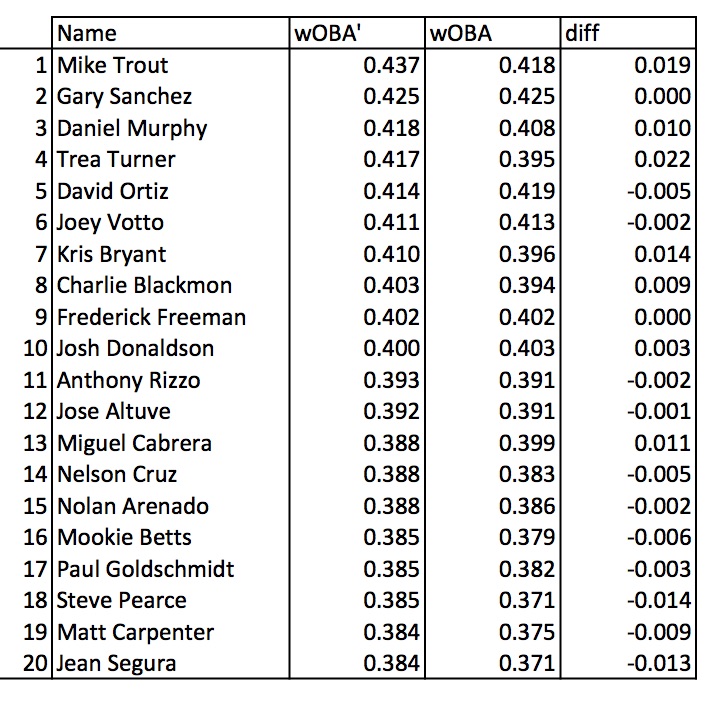 Name wOBA' wOBA diff
1 Mike Trout 0.437 0.418 0.019
2 Gary Sanchez 0.425 0.425 0.000
3 Daniel Murphy 0.418 0.408 0.010
4 Trea Turner 0.417 0.395 0.022
5 David Ortiz 0.414 0.419 -0.005
6 Joey Votto 0.411 0.413 -0.002
7 Kris Bryant 0.410 0.396 0.014
8 Charlie Blackmon 0.403 0.394 0.009
9 Frederick Freeman 0.402 0.402 0.000
10 Josh Donaldson 0.400 0.403 0.003
11 Anthony Rizzo 0.393 0.391 -0.002
12 Jose Altuve 0.392 0.391 -0.001
13 Miguel Cabrera 0.388 0.399 0.011
14 Nelson Cruz 0.388 0.383 -0.005
15 Nolan Arenado 0.388 0.386 -0.002
16 Mookie Betts 0.385 0.379 -0.006
17 Paul Goldschmidt 0.385 0.382 -0.003
18 Steve Pearce 0.385 0.371 -0.014
19 Matt Carpenter 0.384 0.375 -0.009
20 Jean Segura 0.384 0.371 -0.013